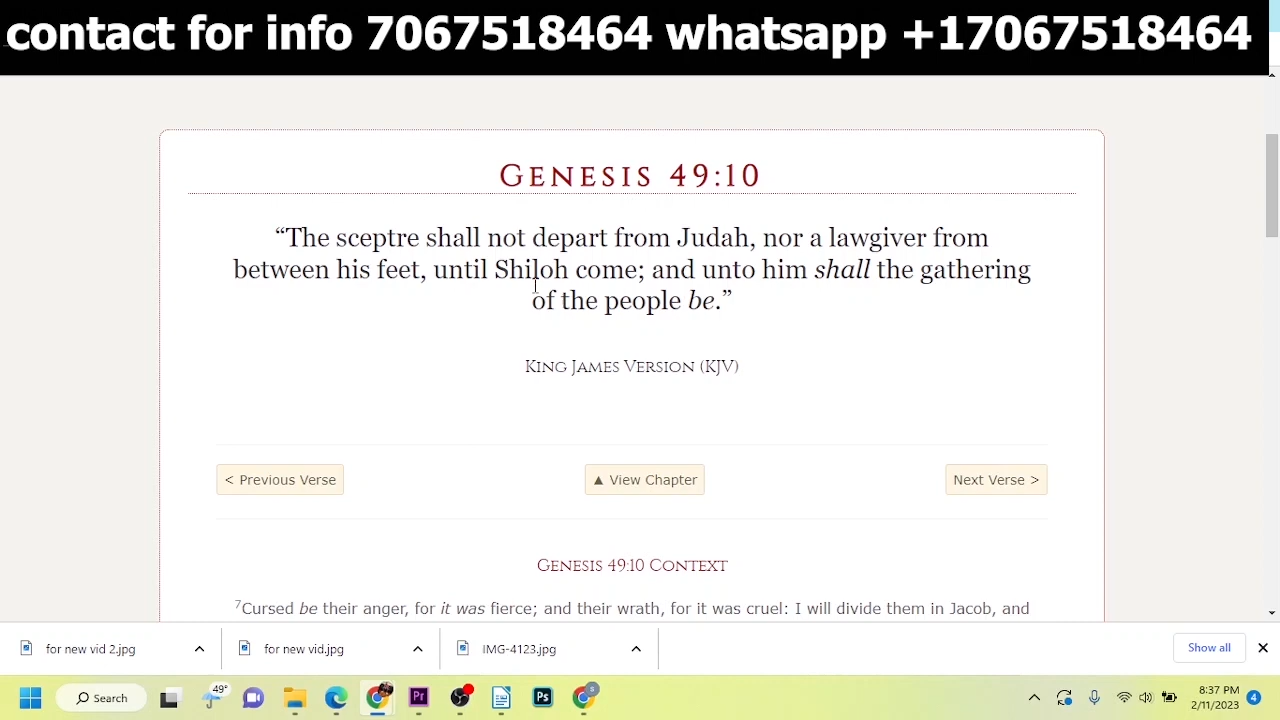 contact for info 7067518464 whatsapp +17067518464
Genesis 49:10
“The sceptre shall not depart from Judah, nor a lawgiver from
between his feet, until Shiloh come; and unto him shall the gathering
of the people be.”
King James Version (KJV)
< Previous Verse
▲ View Chapter
Next Verse >
Genesis 49:10 Context
7Cursed be their anger, for it was fierce; and their wrath, for it was cruel: I will divide them in Jacob, and
for new vid 2.jpg
for new vid.jpg
IMG-4123.jpg
Show all
Search
49°
Pr
Ps
S
3:37 PM
2/11/2023
4